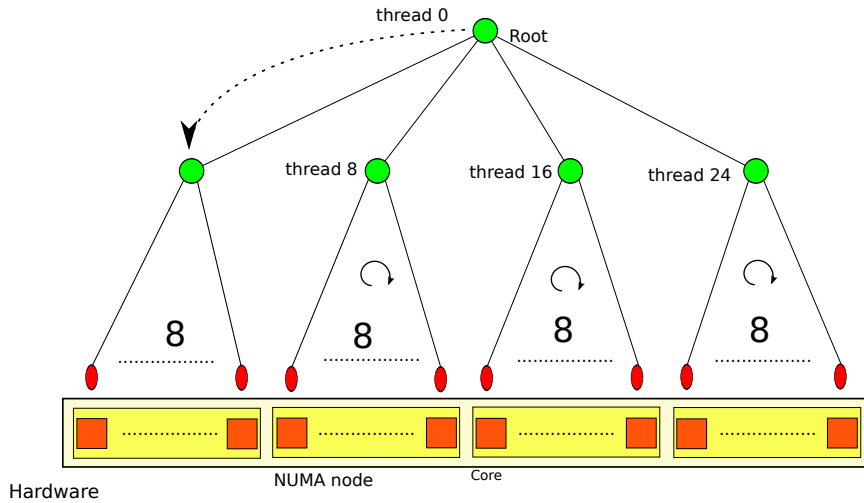 thread 0
Root
thread 8
thread 16
thread 24
8
8
8
8
NUMA node
Core
Hardware